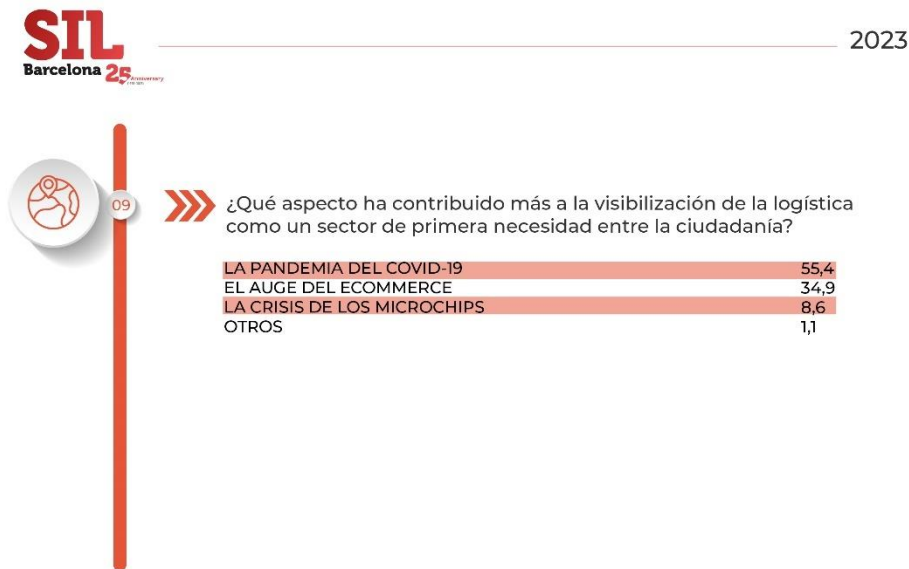 SIL
Barcelona 25 Anniversary
2023
09
¿Qué aspecto ha contribuido más a la visibilización de la logística
como un sector de primera necesidad entre la ciudadanía?
LA PANDEMIA DEL COVID-19 55,4
EL AUGE DEL ECOMMERCE 34,9
LA CRISIS DE LOS MICROCHIPS 8,6
OTROS 1,1